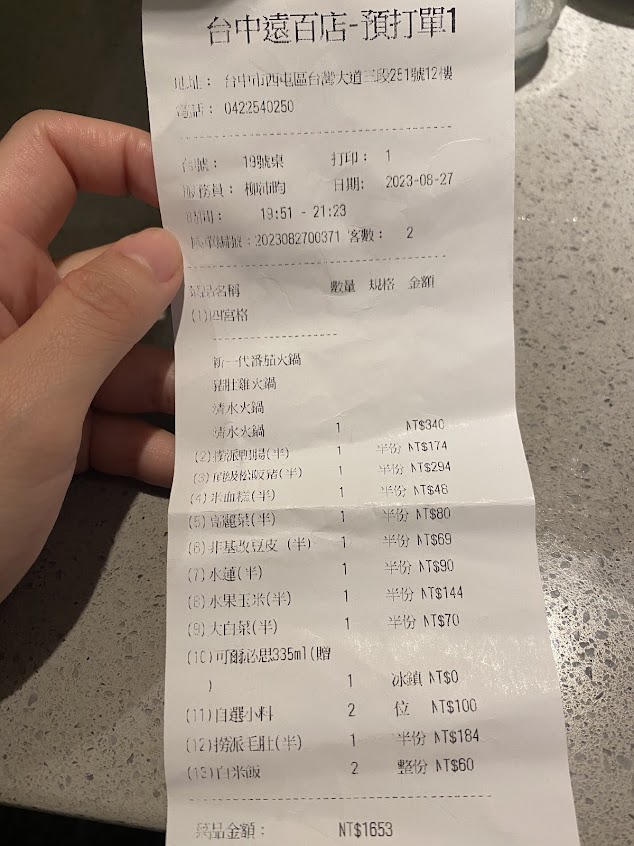 台中遠百店-預打單1
地址： 台中市西屯區台灣大道三段251號12樓
電話： 0422540250
台號： 19號桌 打印： 1
服務員： 柳沛昀 日期: 2023-08-27
時間： 19:51 - 21:23
帳單編號：2023082700371 客數： 2
菜品名稱 數量 規格 金額
(1)四宮格
新一代番茄火鍋
豬肚雞火鍋
清水火鍋
清水火鍋 1 NT$340
(2)撈派鴨腸(半) 1 半份 NT$174
(3)頂級松阪豬(半) 1 半份 NT$294
(4)米血糕(半) 1 半份 NT$48
(5)高麗菜(半) 1 半份 NT$80
(6)非基改豆皮 (半) 1 半份 NT$69
(7)水蓮(半) 1 半份 NT$90
(8)水果玉米(半) 1 半份 NT$144
(9)大白菜(半) 1 半份 NT$70
(10)可爾必思335ml(贈
) 1 冰鎮 NT$0
(11)自選小料 2 位 NT$100
(12)撈派毛肚(半) 1 半份 NT$184
(13)白米飯 2 整份 NT$60
菜品金額： NT$1653